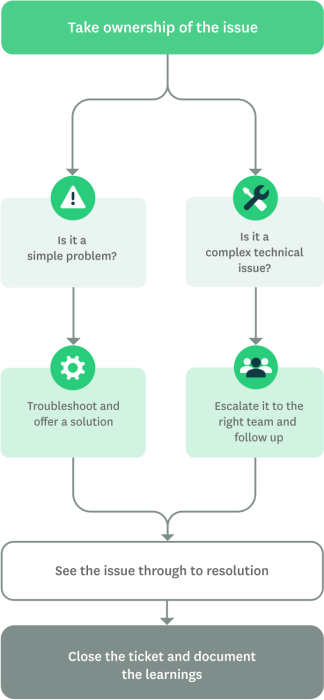 Take ownership of the issue
Is it a
simple problem?
Is it a
complex technical
issue?
Troubleshoot and
offer a solution
Escalate it to the
right team and
follow up
See the issue through to resolution
Close the ticket and document
the learnings